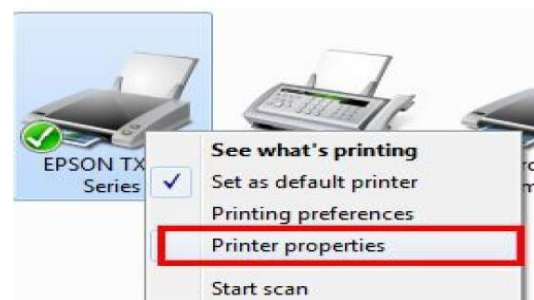 EPSON TX
Series
See what's printing
Set as default printer
Printing preferences
Printer properties
Start scan